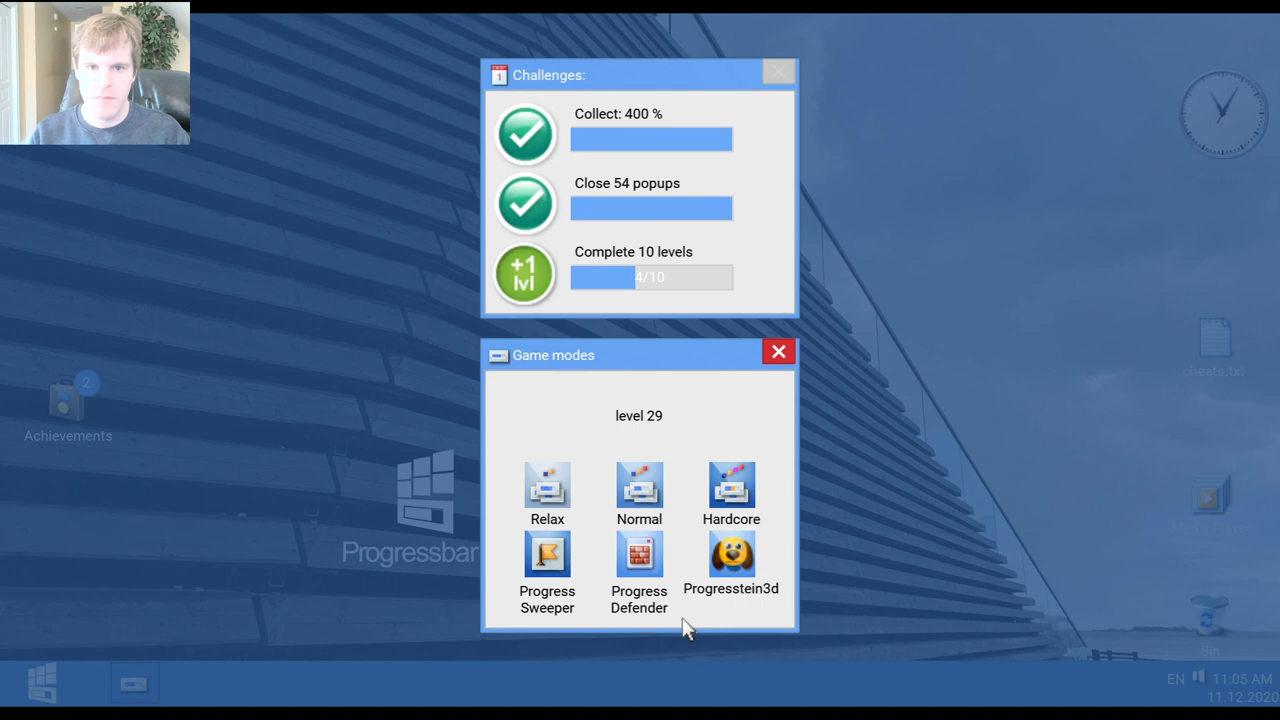 1
Challenges:
Collect: 400 %
Close 54 popups
Complete 10 levels
+1
lvl
4/10
Game modes
level 29
Relax
Normal
Hardcore
Progress
Sweeper
Progress
Defender
Progresstein3d
2
Achievements
Progressbar
cheats.txt
Bin
EN
11:05 AM
11.12.2020